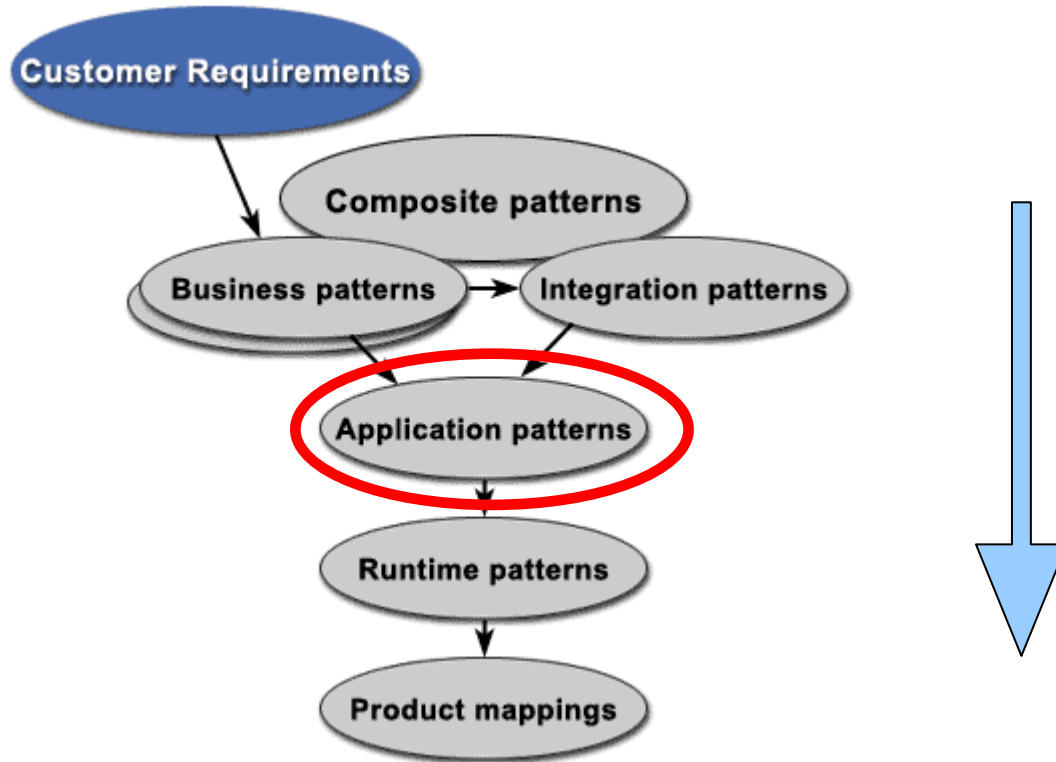 Customer Requirements
Composite patterns
Business patterns
Integration patterns
Application patterns
Runtime patterns
Product mappings